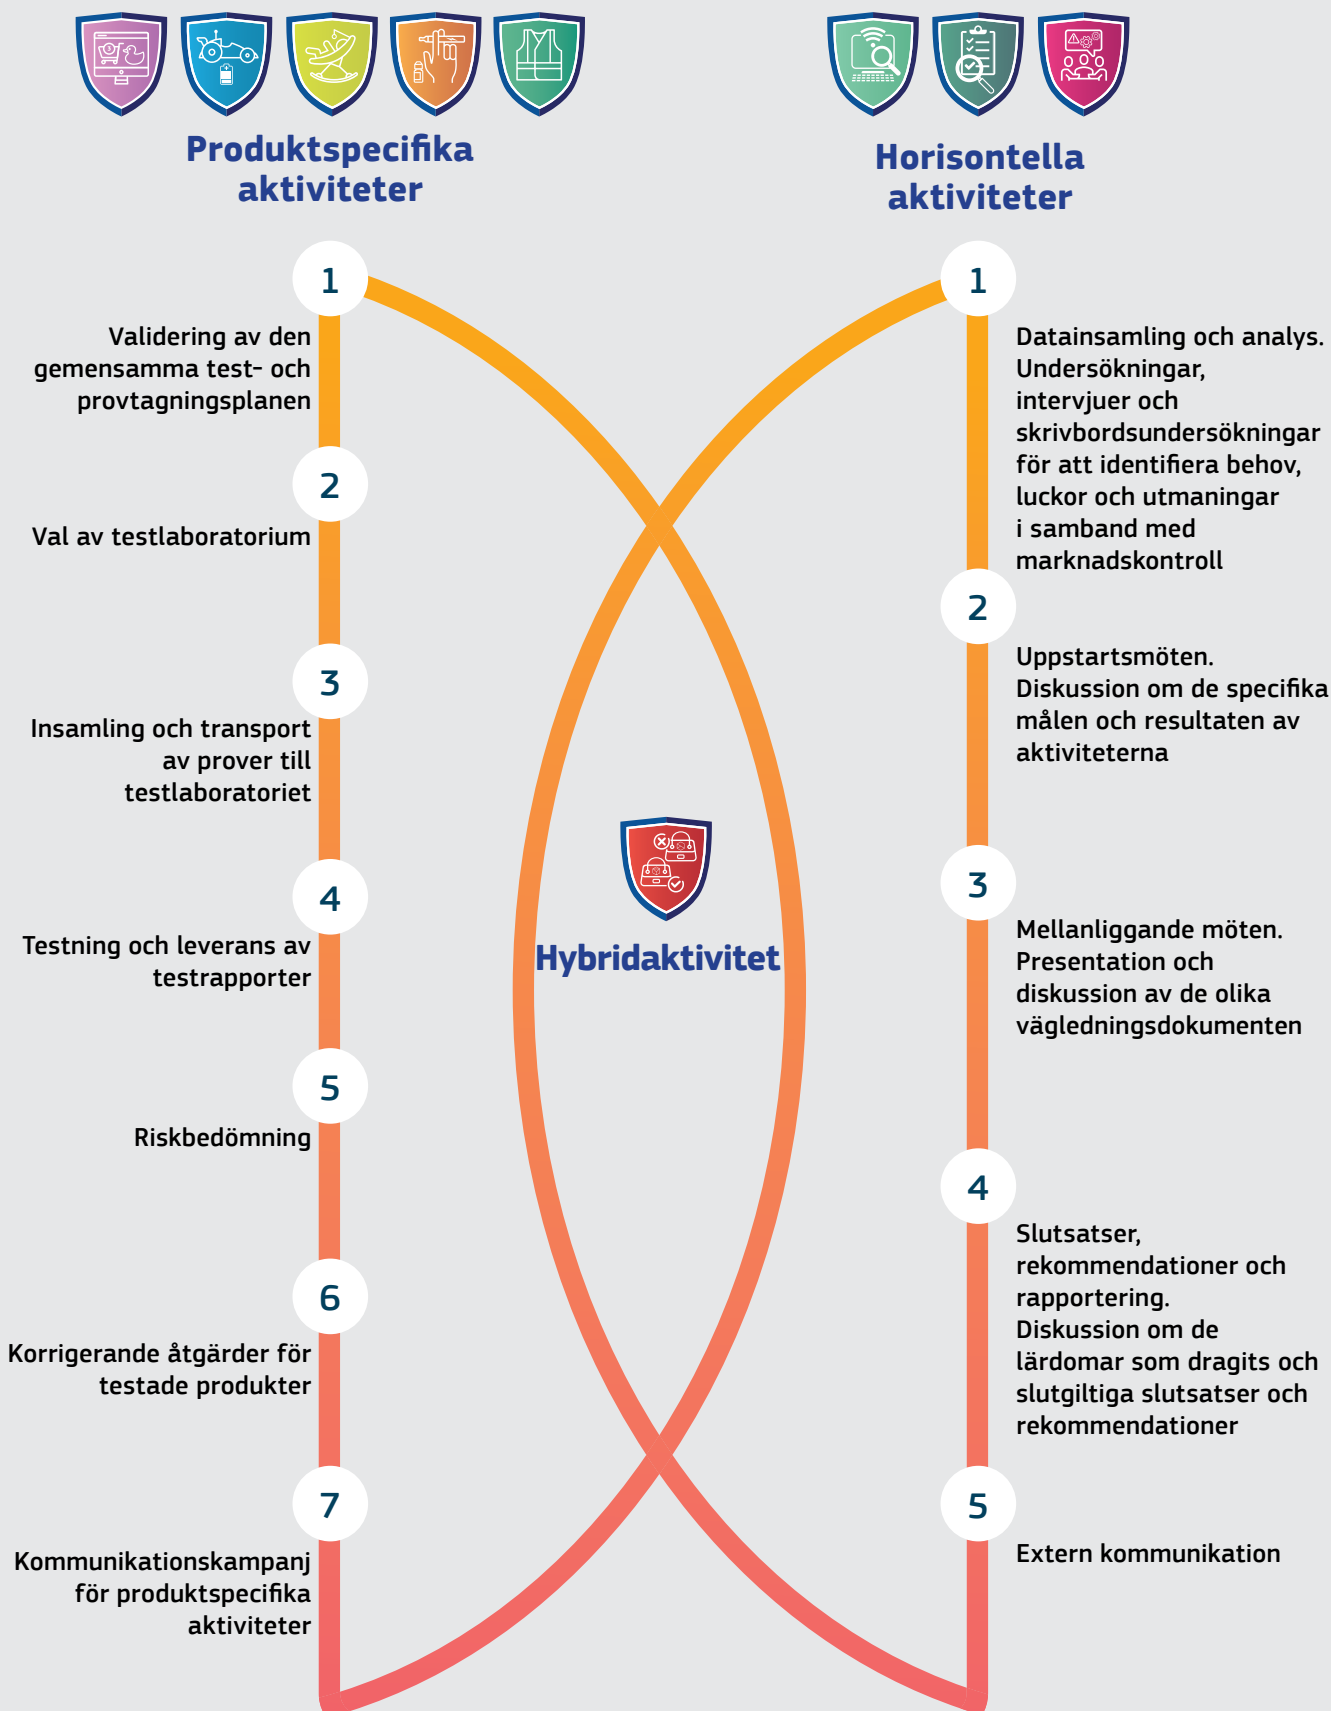 Produktspecifika
aktiviteter
1
Validering av den
gemensamma test- och
provtagningsplanen
2
Val av testlaboratorium
3
Insamling och transport
av prover till
testlaboratoriet
4
Testning och leverans av
testrapporter
5
Riskbedömning
6
Korrigerande åtgärder för
testade produkter
7
Kommunikationskampanj
för produktspecifika
aktiviteter
Hybridaktivitet
Horisontella
aktiviteter
1
Datainsamling och analys.
Undersökningar,
intervjuer och
skrivbordsundersökningar
för att identifiera behov,
luckor och utmaningar
i samband med
marknadskontroll
2
Uppstartsmöten.
Diskussion om de specifika
målen och resultaten av
aktiviteterna
3
Mellanliggande möten.
Presentation och
diskussion av de olika
vägledningsdokumenten
4
Slutsatser,
rekommendationer och
rapportering.
Diskussion om de
lärdomar som dragits och
slutgiltiga slutsatser och
rekommendationer
5
Extern kommunikation